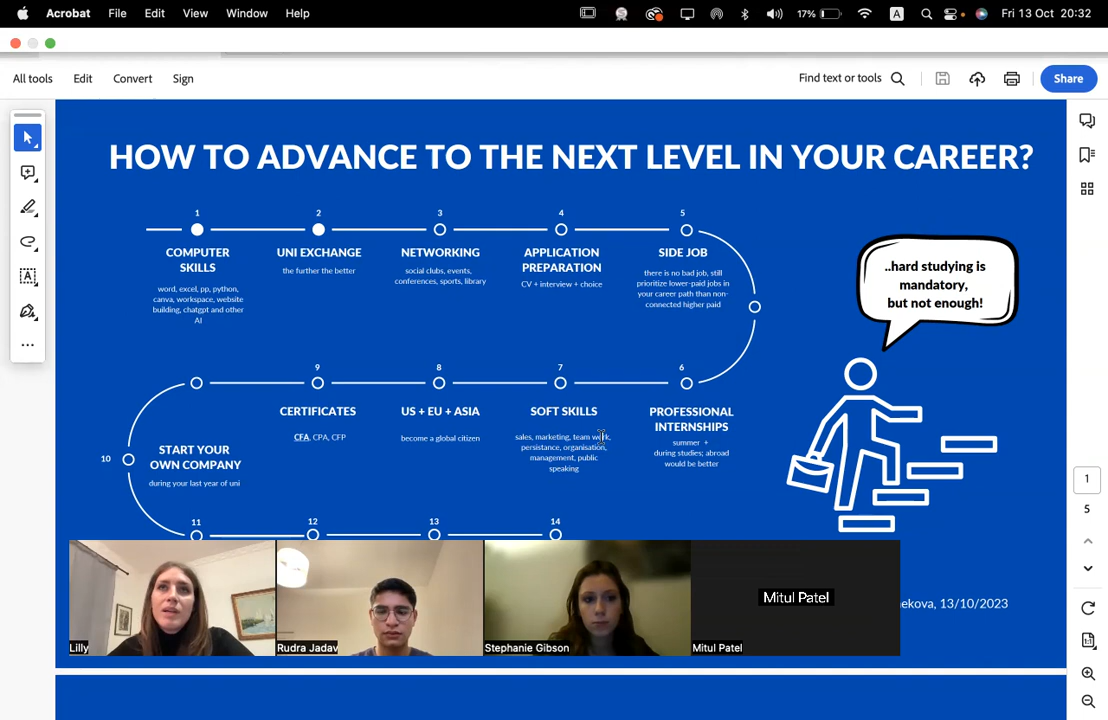 Acrobat File Edit View Window Help 17% A Fri 13 Oct 20:32
All tools Edit Convert Sign Find text or tools Share
HOW TO ADVANCE TO THE NEXT LEVEL IN YOUR CAREER?
1
COMPUTER
SKILLS
word, excel, pp, python,
canva, workspace, website
building, chatgpt and other
AI
2
UNI EXCHANGE
the further the better
3
NETWORKING
social clubs, events,
conferences, sports, library
4
APPLICATION
PREPARATION
CV + interview + choice
5
SIDE JOB
there is no bad job, still
prioritize lower-paid jobs in
your career path than non-
connected higher paid
..hard studying is
mandatory,
but not enough!
9
CERTIFICATES
CFA, CPA, CFP
8
US + EU + ASIA
become a global citizen
7
SOFT SKILLS
sales, marketing, team work,
persistance, organisation,
management, public
speaking
6
PROFESSIONAL
INTERNSHIPS
summer +
during studies; abroad
would be better
10
START YOUR
OWN COMPANY
during your last year of uni
11
12
13
14
1
5
Mitul Patel
ekova, 13/10/2023
Lilly
Rudra Jadav
Stephanie Gibson
Mitul Patel